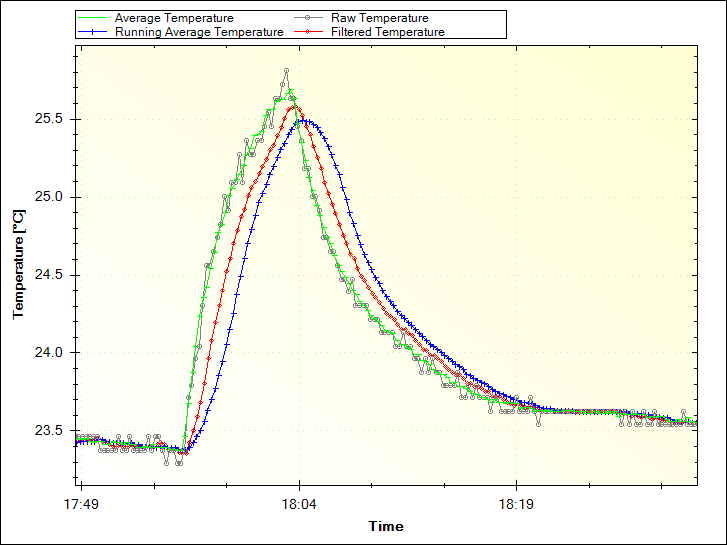 Average Temperature Raw Temperature
Running Average Temperature Filtered Temperature
25.5
25.0
24.5
24.0
23.5
Temperature [°C]
17:49 18:04 18:19
Time